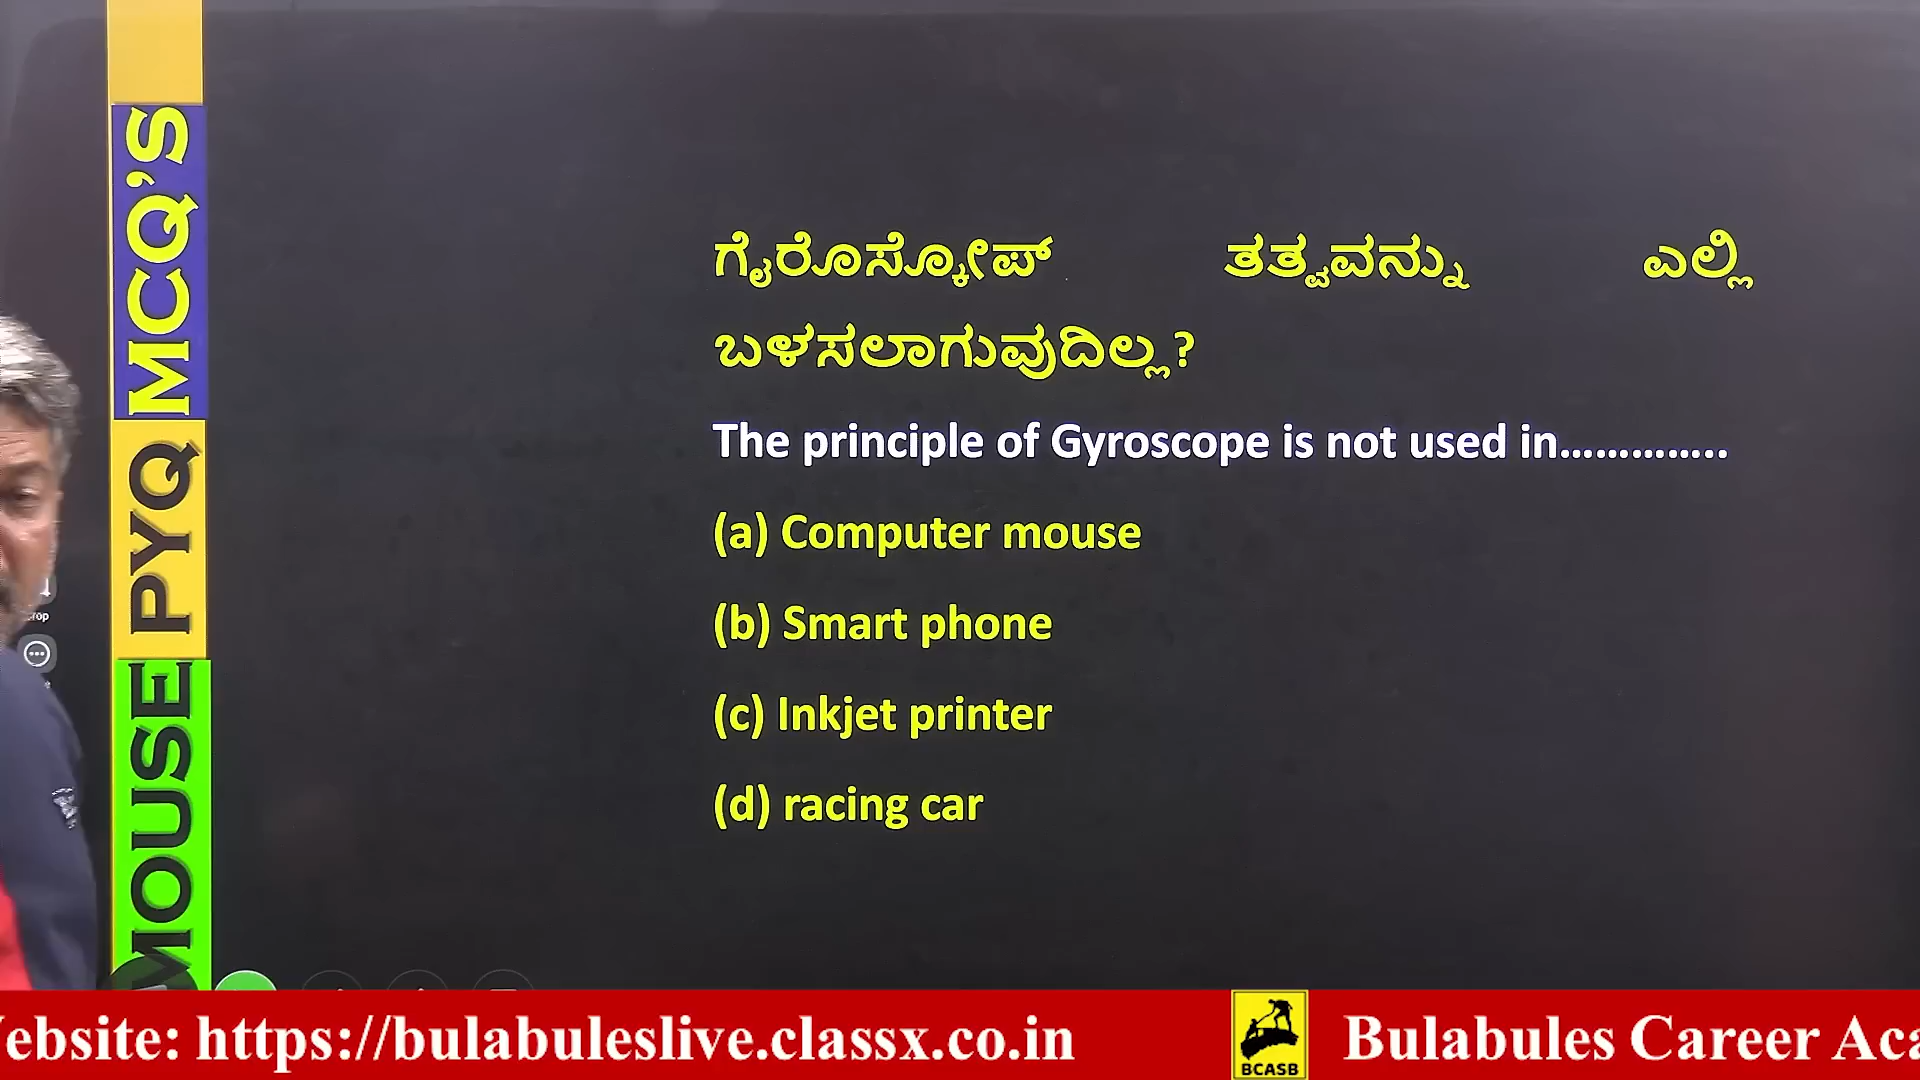 MOUSE PYQ MCQ'S
ಗೈರೊಸ್ಕೋಪ್ ತತ್ವವನ್ನು ಎಲ್ಲಿ
ಬಳಸಲಾಗುವುದಿಲ್ಲ?
The principle of Gyroscope is not used in…………..
(a) Computer mouse
(b) Smart phone
(c) Inkjet printer
(d) racing car
ebsite: https://bulabuleslive.classx.co.in
BCASB
Bulabules Career Aca